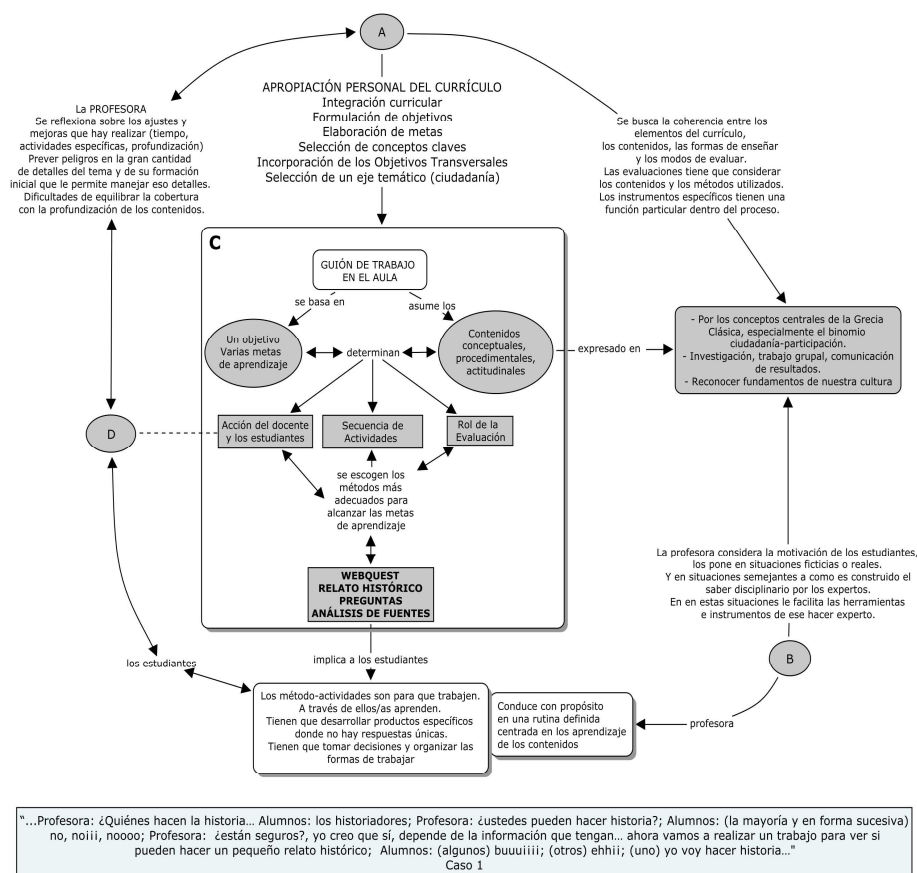 A
APROPIACIÓN PERSONAL DEL CURRÍCULO
Integración curricular
Formulación de objetivos
Elaboración de metas
Selección de conceptos claves
Incorporación de los Objetivos Transversales
Selección de un eje temático (ciudadanía)
La PROFESORA
Se reflexiona sobre los ajustes y
mejoras que hay realizar (tiempo,
actividades específicas, profundización)
Prever peligros en la gran cantidad
de detalles del tema y de su formación
inicial que le permite manejar eso detalles.
Dificultades de equilibrar la cobertura
con la profundización de los contenidos.
Se busca la coherencia entre los
elementos del currículo,
los contenidos, las formas de enseñar
y los modos de evaluar.
Las evaluaciones tiene que considerar
los contenidos y los métodos utilizados.
Los instrumentos específicos tienen una
función particular dentro del proceso.
C
GUIÓN DE TRABAJO
EN EL AULA
se basa en
asume los
Un objetivo
Varias metas
de aprendizaje
determinan
Contenidos
conceptuales,
procedimentales,
actitudinales
expresado en
- Por los conceptos centrales de la Grecia
Clásica, especialmente el binomio
ciudadanía-participación.
- Investigación, trabajo grupal, comunicación
de resultados.
- Reconocer fundamentos de nuestra cultura
D
Acción del docente
y los estudiantes
Secuencia de
Actividades
Rol de la
Evaluación
se escogen los
métodos más
adecuados para
alcanzar las metas
de aprendizaje
WEBQUEST
RELATO HISTÓRICO
PREGUNTAS
ANÁLISIS DE FUENTES
La profesora considera la motivación de los estudiantes,
los pone en situaciones ficticias o reales.
Y en situaciones semejantes a como es construido el
saber disciplinario por los expertos.
En en estas situaciones le facilita las herramientas
e instrumentos de ese hacer experto.
B
los estudiantes
implica a los estudiantes
Los método-actividades son para que trabajen.
A través de ellos/as aprenden.
Tienen que desarrollar productos específicos
donde no hay respuestas únicas.
Tienen que tomar decisiones y organizar las
formas de trabajar
Conduce con propósito
en una rutina definida
centrada en los aprendizaje
de los contenidos
profesora
"...Profesora: ¿Quiénes hacen la historia... Alumnos: los historiadores; Profesora: ¿ustedes pueden hacer historia?; Alumnos: (la mayoría y en forma sucesiva)
no, noiii, noooo; Profesora: ¿están seguros?, yo creo que sí, depende de la información que tengan... ahora vamos a realizar un trabajo para ver si
pueden hacer un pequeño relato histórico; Alumnos: (algunos) buuuiiii; (otros) ehhii; (uno) yo voy hacer historia..."
Caso 1